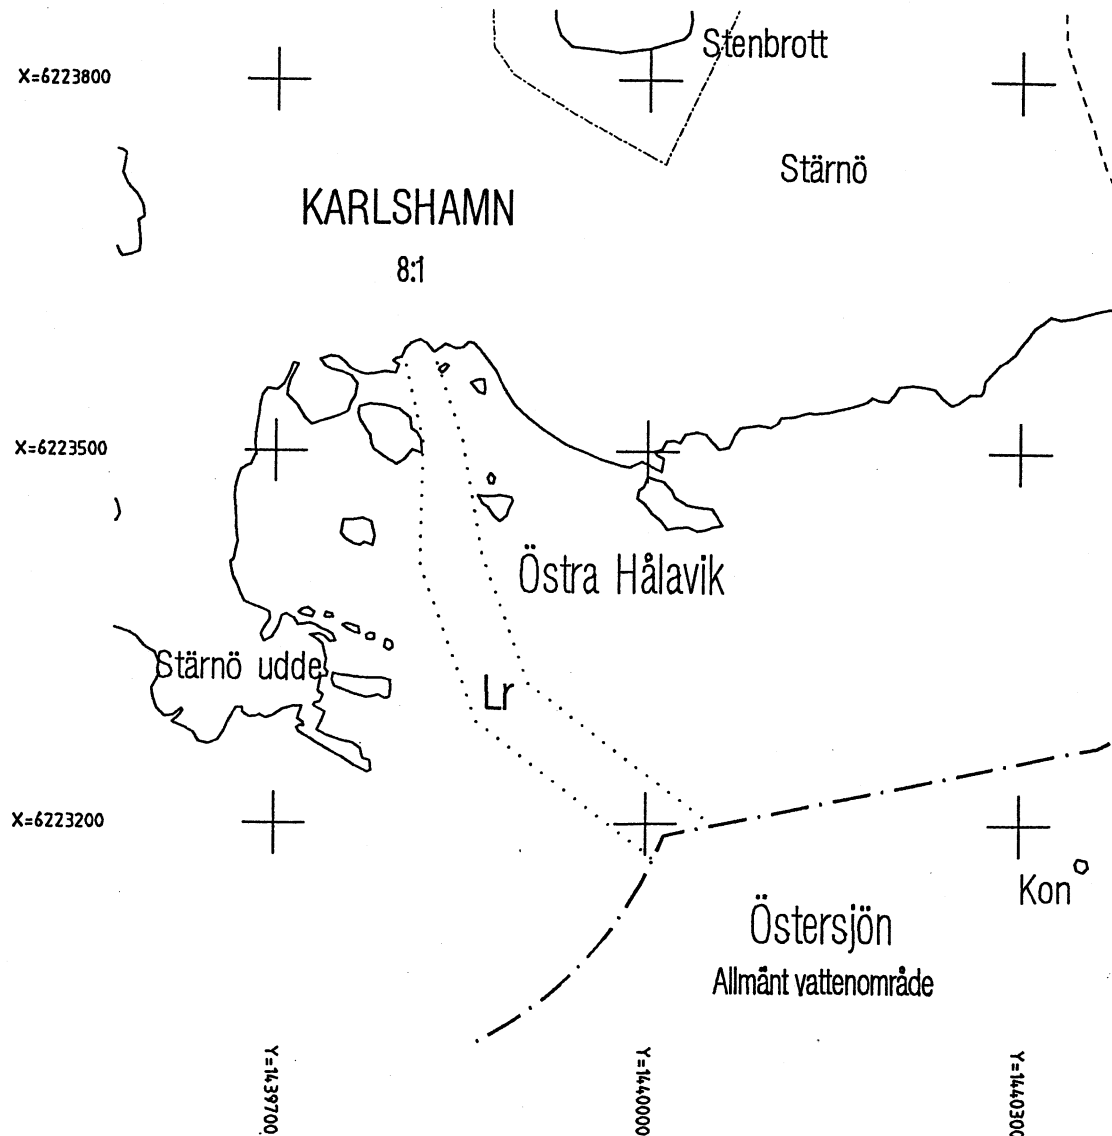 Stenbrott
X=6223800
Stärnö
KARLSHAMN
8:1
X=6223500
Östra Hålavik
Stärnö udde
Lr
X=6223200
Kon
Östersjön
Allmänt vattenområde
Y=1439700
Y=1440000
Y=1440300